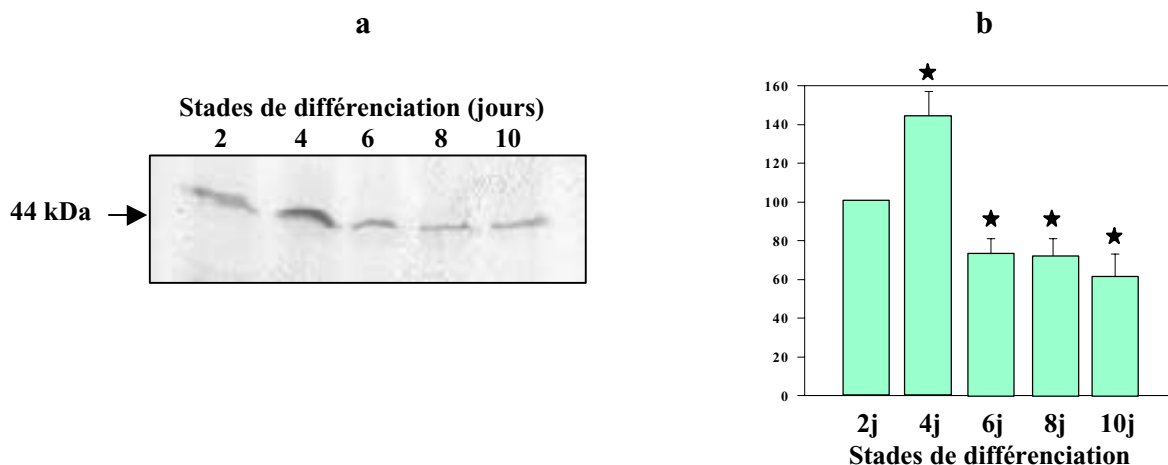 a
Stades de différenciation (jours)
2 4 6 8 10
44 kDa
b
160
140
120
100
80
60
40
20
0
2j 4j 6j 8j 10j
Stades de différenciation